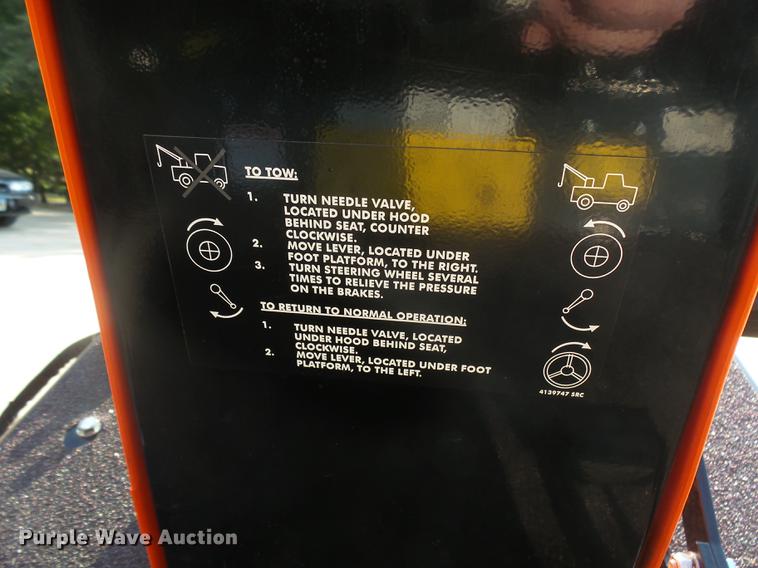 TO TOW:
1. TURN NEEDLE VALVE,
LOCATED UNDER HOOD
BEHIND SEAT, COUNTER
CLOCKWISE.
2. MOVE LEVER, LOCATED UNDER
FOOT PLATFORM, TO THE RIGHT.
3. TURN STEERING WHEEL SEVERAL
TIMES TO RELIEVE THE PRESSURE
ON THE BRAKES.
TO RETURN TO NORMAL OPERATION:
1. TURN NEEDLE VALVE, LOCATED
UNDER HOOD BEHIND SEAT,
CLOCKWISE.
2. MOVE LEVER, LOCATED UNDER FOOT
PLATFORM, TO THE LEFT.
4139747 SRC
Purple Wave Auction